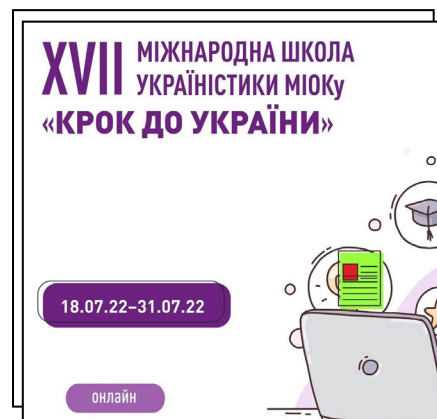 XVII МІЖНАРОДНА ШКОЛА
УКРАЇНІСТИКИ МІОКу
«КРОК ДО УКРАЇНИ»
18.07.22–31.07.22
онлайн